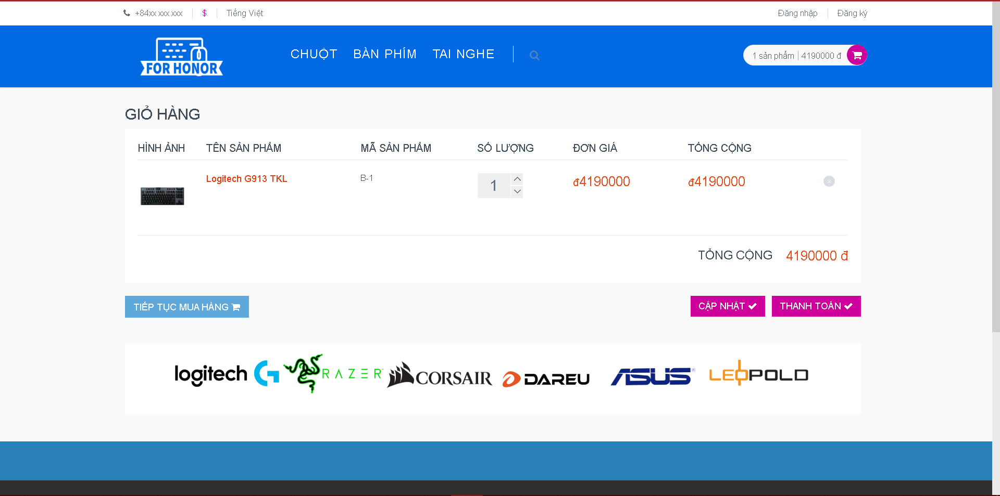 +84xx xxx xxx
$
Tiếng Việt
Đăng nhập
Đăng ký
FOR HONOR
CHUỘT
BÀN PHÍM
TAI NGHE
1 sản phẩm | 4190000 đ
GIỎ HÀNG
HÌNH ẢNH TÊN SẢN PHẨM MÃ SẢN PHẨM SỐ LƯỢNG ĐƠN GIÁ TỔNG CỘNG
Logitech G913 TKL B-1 1 đ4190000 đ4190000
TỔNG CỘNG 4190000 đ
TIẾP TỤC MUA HÀNG
CẬP NHẬT
THANH TOÁN
logitech G RAZER™ CORSAIR DAREU ASUS® LEOPOLD